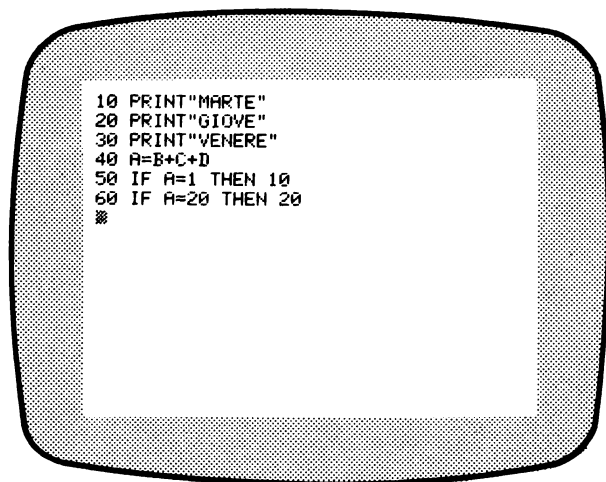 10 PRINT"MARTE"
20 PRINT"GIOVE"
30 PRINT"VENERE"
40 A=B+C+D
50 IF A=1 THEN 10
60 IF A=20 THEN 20